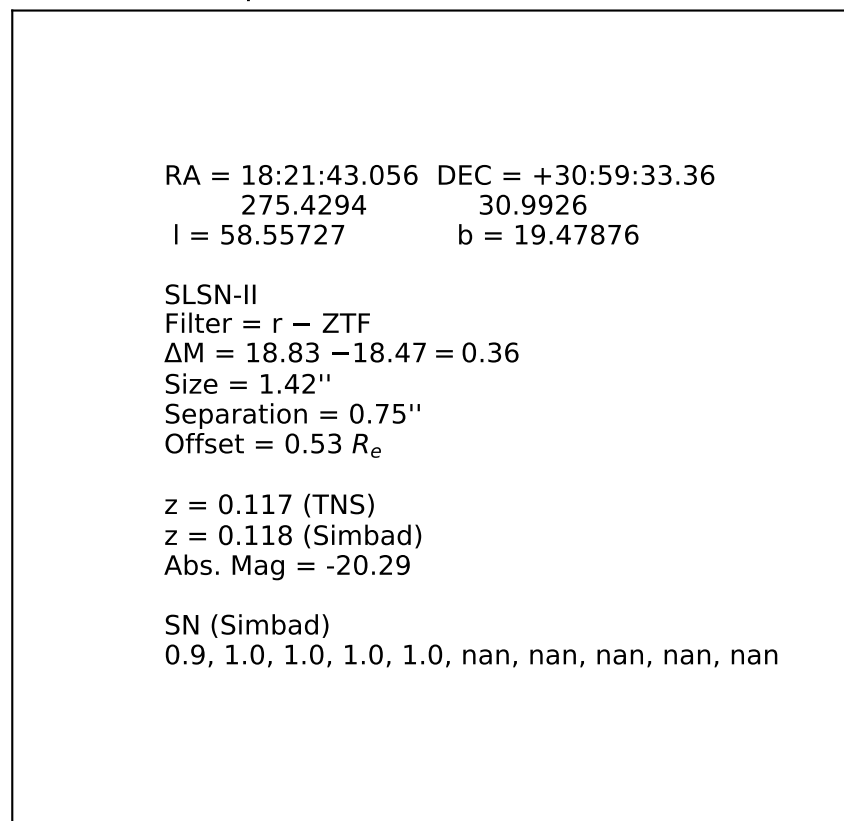 RA = 18:21:43.056  DEC = +30:59:33.36
275.4294 30.9926
l = 58.55727 b = 19.47876
SLSN-II
Filter = r − ZTF
ΔM = 18.83 −18.47 = 0.36
Size = 1.42''
Separation = 0.75''
Offset = 0.53 Re
z = 0.117 (TNS)
z = 0.118 (Simbad)
Abs. Mag = -20.29
SN (Simbad)
0.9, 1.0, 1.0, 1.0, 1.0, nan, nan, nan, nan, nan